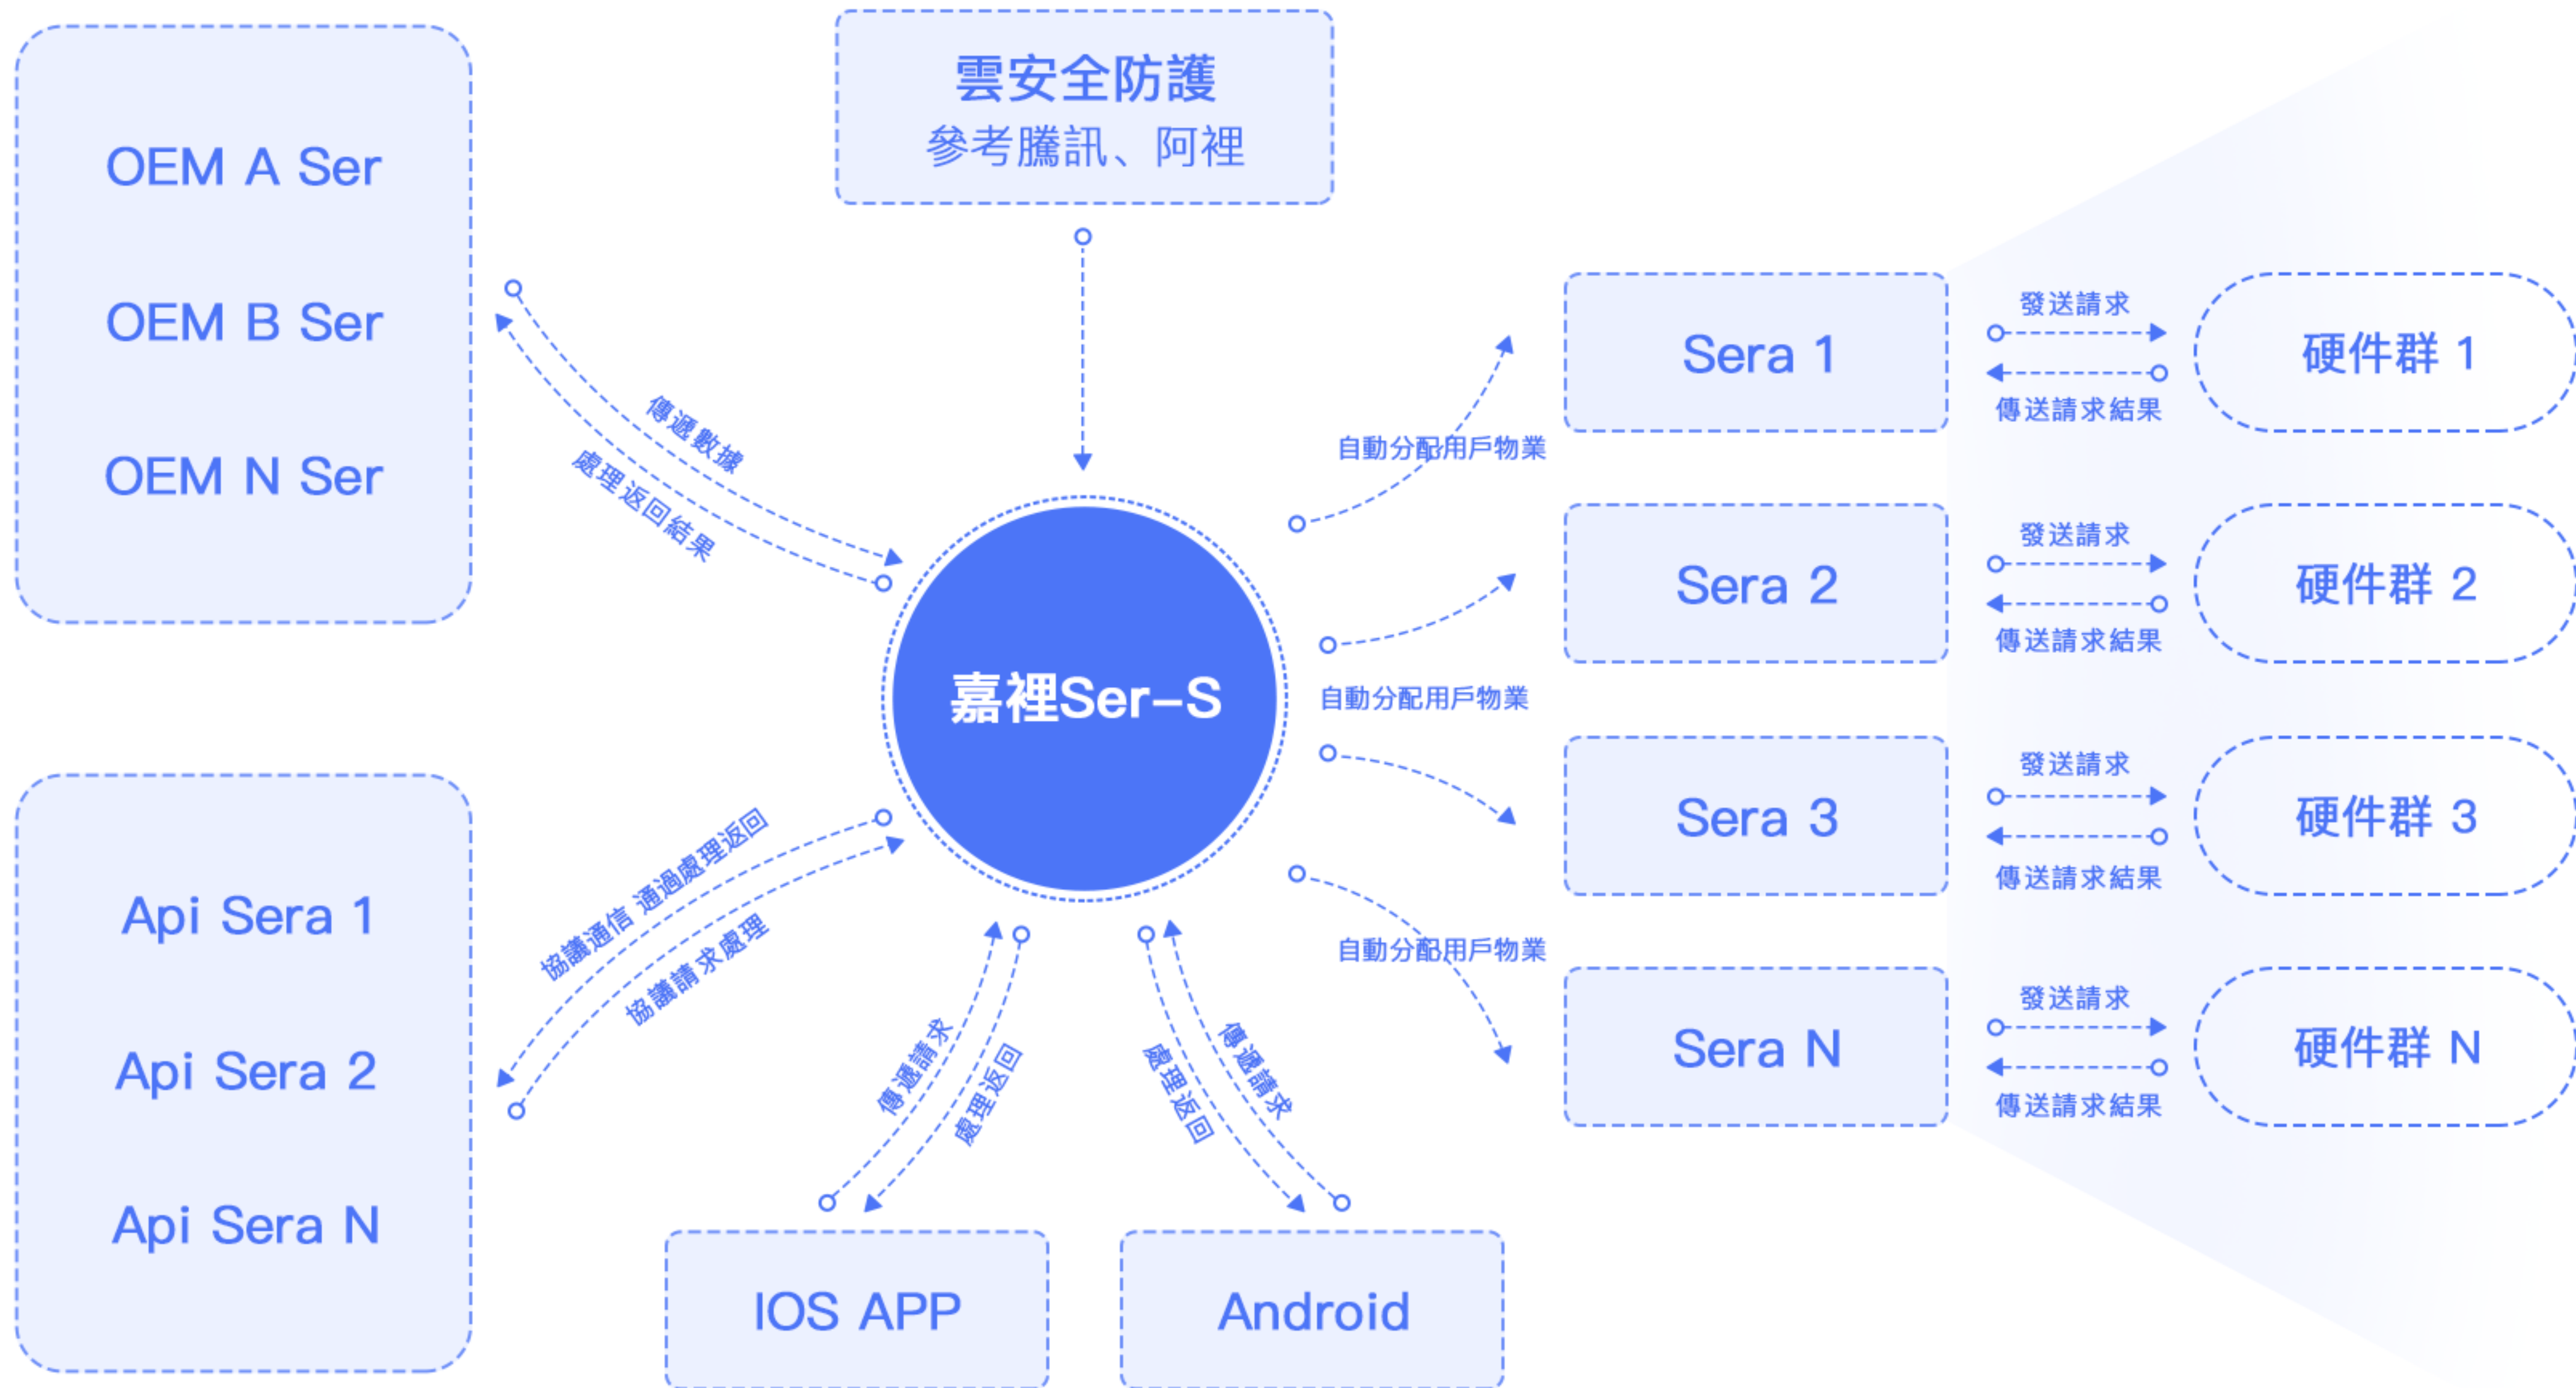 OEM A Ser
OEM B Ser
OEM N Ser
雲安全防護
參考騰訊、阿裡
傳遞數據
處理返回結果
嘉裡Ser-S
自動分配用戶物業
自動分配用戶物業
自動分配用戶物業
Sera 1
發送請求
傳送請求結果
硬件群 1
Sera 2
發送請求
傳送請求結果
硬件群 2
Sera 3
發送請求
傳送請求結果
硬件群 3
Sera N
發送請求
傳送請求結果
硬件群 N
Api Sera 1
Api Sera 2
Api Sera N
協議通信 通過處理返回
協議請求處理
傳遞請求
處理返回
處理返回
傳遞請求
IOS APP
Android